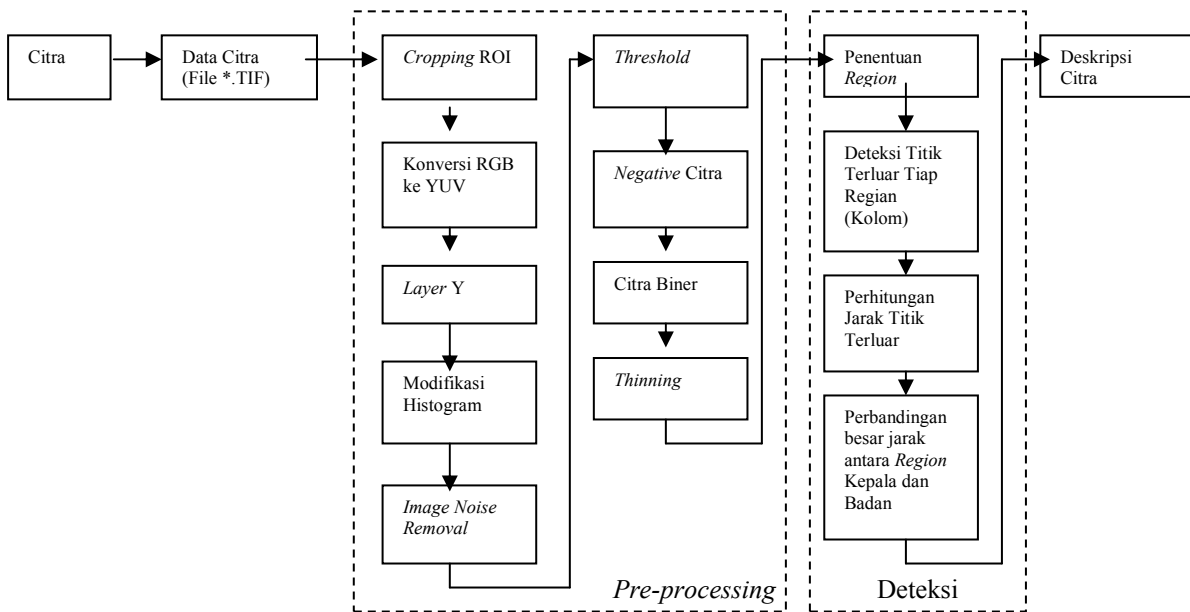 Citra
Data Citra
(File *.TIF)
Cropping ROI
Konversi RGB
ke YUV
Layer Y
Modifikasi
Histogram
Image Noise
Removal
Threshold
Negative Citra
Citra Biner
Thinning
Pre-processing
Penentuan
Region
Deteksi Titik
Terluar Tiap
Regian
(Kolom)
Perhitungan
Jarak Titik
Terluar
Perbandingan
besar jarak
antara Region
Kepala dan
Badan
Deteksi
Deskripsi
Citra